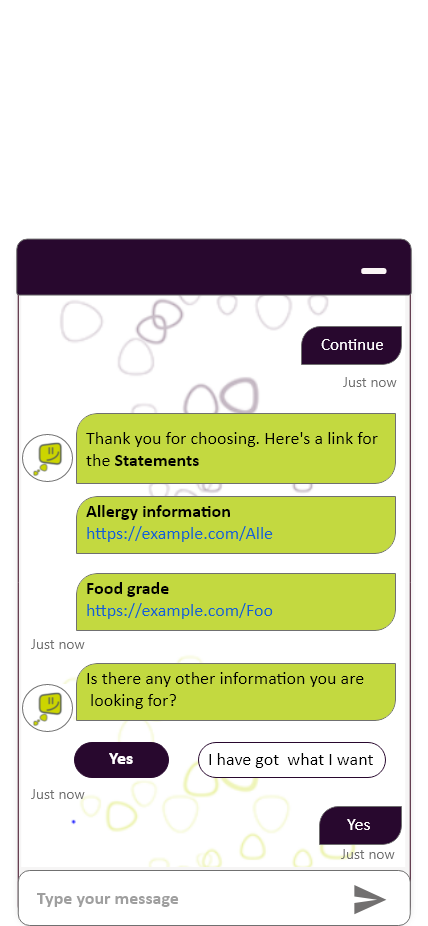 Continue
Just now
Thank you for choosing. Here's a link for
the Statements
Allergy information
https://example.com/Alle
Food grade
https://example.com/Foo
Just now
Is there any other information you are
looking for?
Yes
I have got what I want
Just now
Yes
Just now
Type your message